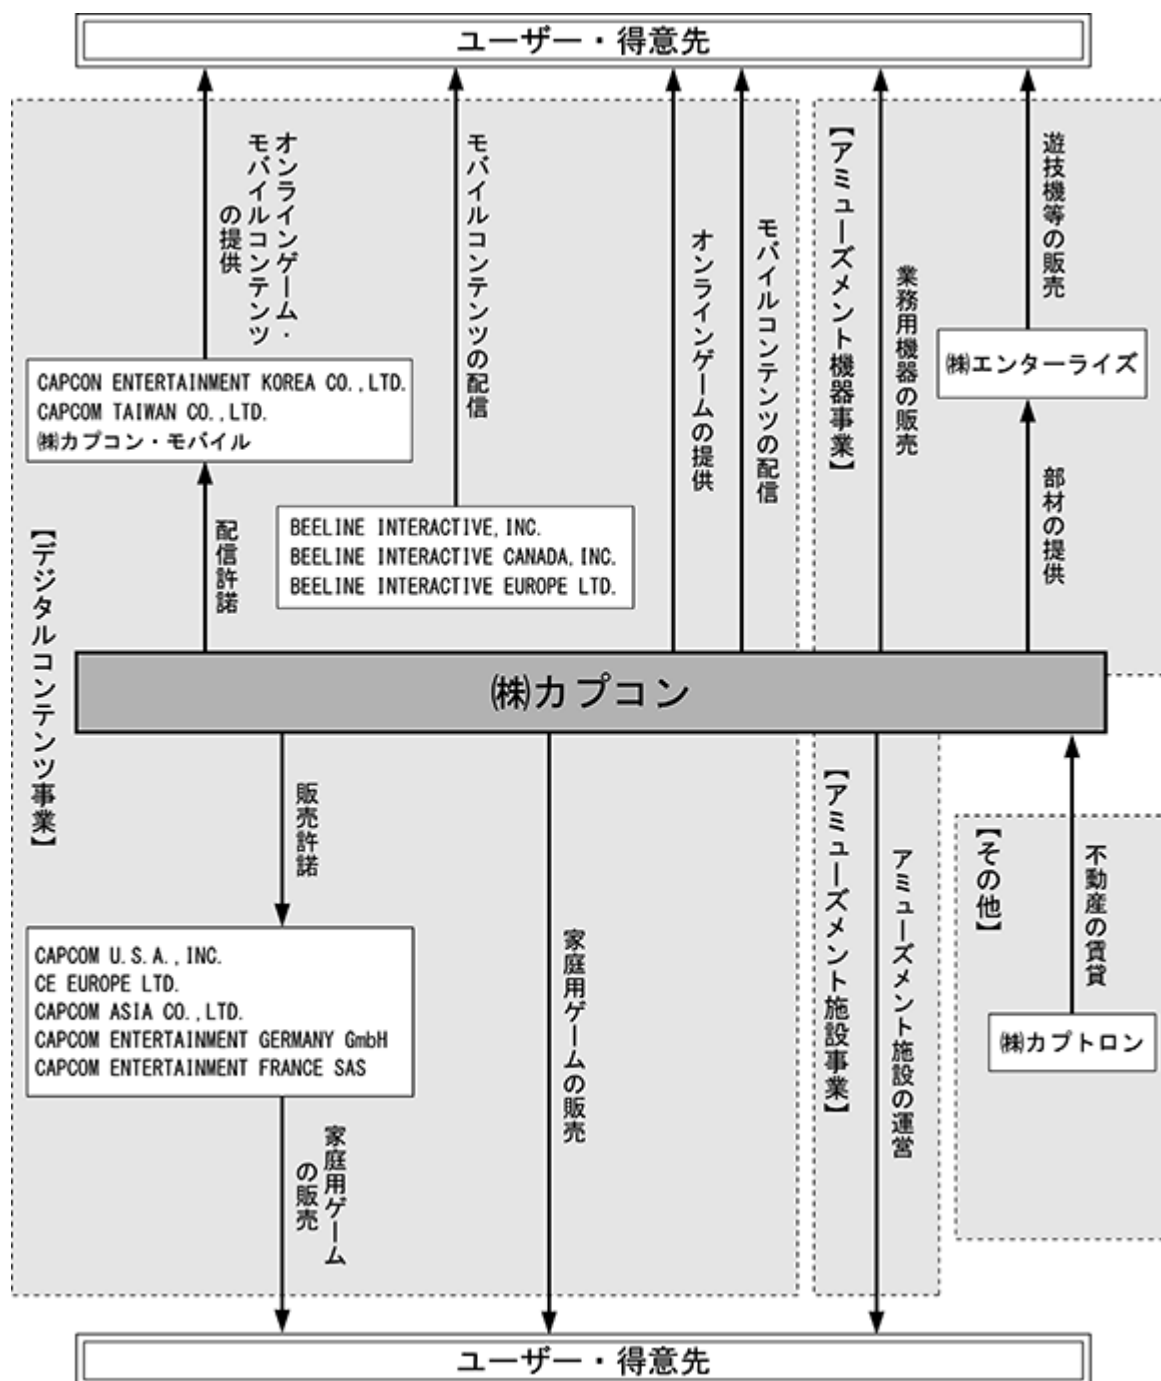 ユーザー・得意先
オンラインゲーム・
モバイルコンテンツ
の提供
モバイルコンテンツの配信
オンラインゲームの提供
モバイルコンテンツの配信
【アミューズメント機器事業】
業務用機器の販売
遊技機等の販売
㈱エンターライズ
部材の提供
CAPCON ENTERTAINMENT KOREA CO.,LTD.
CAPCOM TAIWAN CO.,LTD.
㈱カプコン・モバイル
配信許諾
BEELINE INTERACTIVE, INC.
BEELINE INTERACTIVE CANADA, INC.
BEELINE INTERACTIVE EUROPE LTD.
【デジタルコンテンツ事業】
㈱カプコン
販売許諾
CAPCOM U.S.A., INC.
CE EUROPE LTD.
CAPCOM ASIA CO.,LTD.
CAPCOM ENTERTAINMENT GERMANY GmbH
CAPCOM ENTERTAINMENT FRANCE SAS
家庭用ゲーム
の販売
家庭用ゲームの販売
【アミューズメント施設事業】
アミューズメント施設の運営
【その他】
不動産の賃貸
㈱カプトロン
ユーザー・得意先